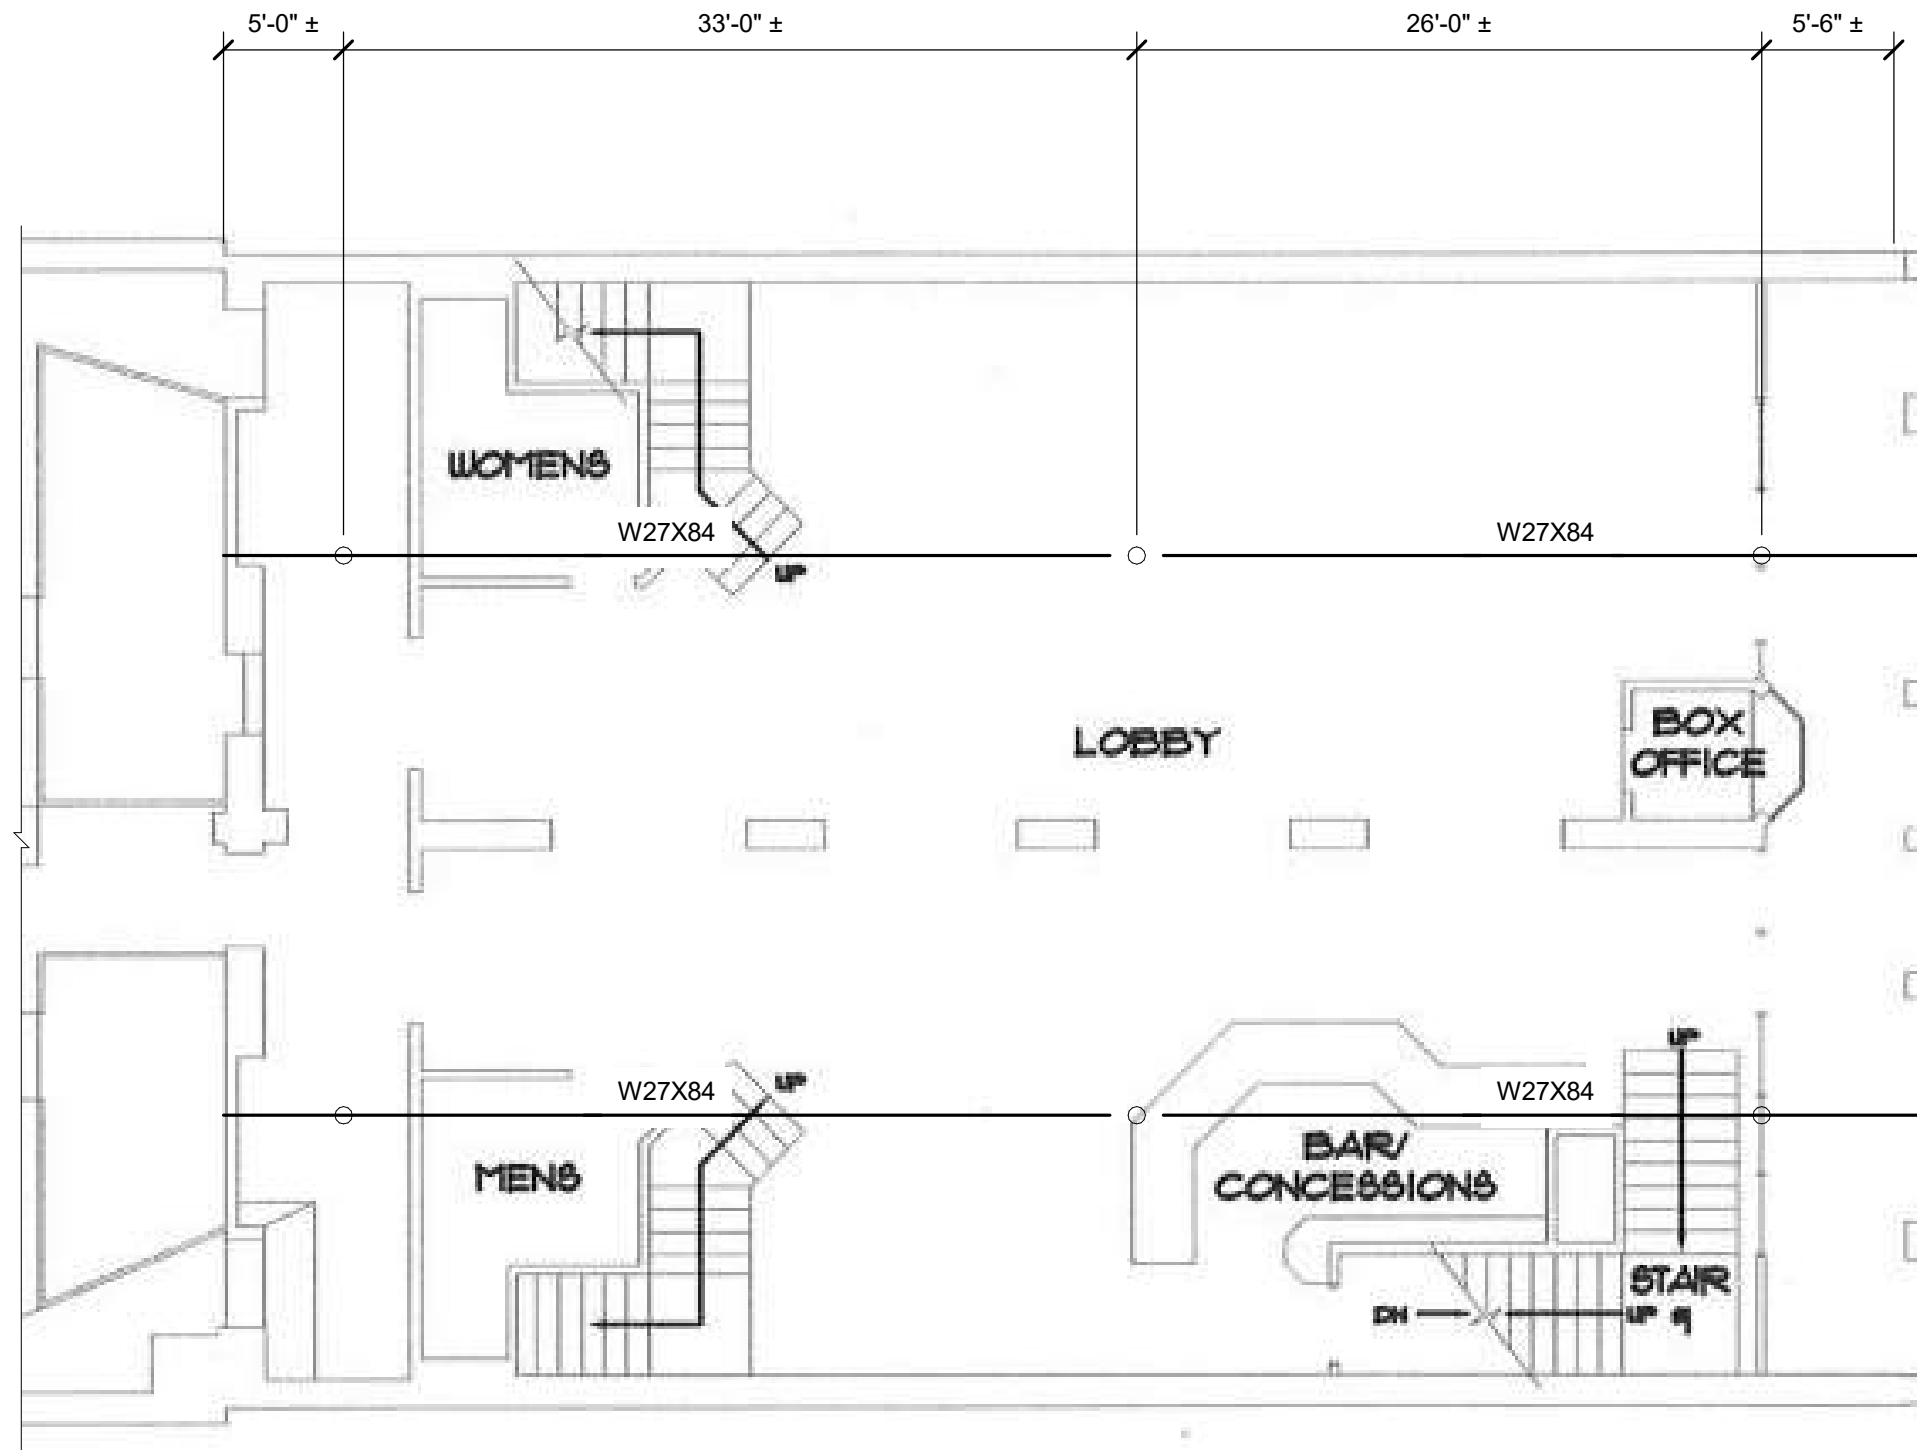 5'-0" ±
33'-0" ±
26'-0" ±
5'-6" ±
WOMENS
W27X84
W27X84
UP
LOBBY
BOX
OFFICE
UP
UP
W27X84
W27X84
BAR/
CONCESSIONS
MENS
STAIR
DN
UP